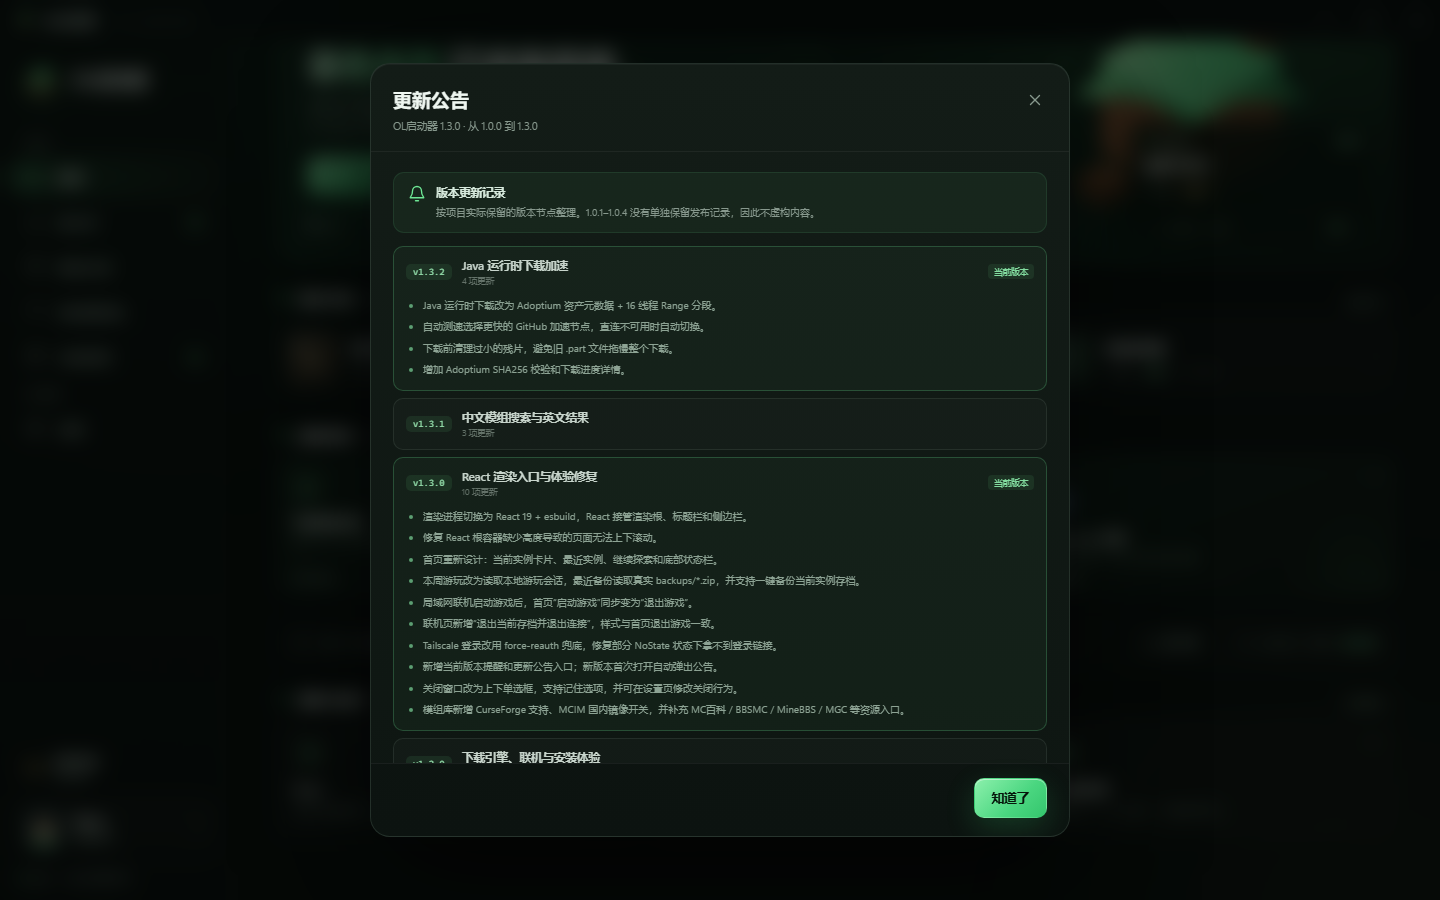 更新公告
OL启动器 1.3.0 · 从 1.0.0 到 1.3.0
版本更新记录
按项目实际保留的版本节点整理。1.0.1–1.0.4 没有单独保留发布记录，因此不虚构内容。
v1.3.2
Java 运行时下载加速
当前版本
4 项更新
Java 运行时下载改为 Adoptium 资产元数据 + 16 线程 Range 分段。
自动测速选择更快的 GitHub 加速节点，直连不可用时自动切换。
下载前清理过小的残片，避免旧 .part 文件拖慢整个下载。
增加 Adoptium SHA256 校验和下载进度详情。
v1.3.1
中文模组搜索与英文结果
3 项更新
v1.3.0
React 渲染入口与体验修复
当前版本
10 项更新
渲染进程切换为 React 19 + esbuild，React 接管渲染根、标题栏和侧边栏。
修复 React 根容器缺少高度导致的页面无法上下滚动。
首页重新设计：当前实例卡片、最近实例、继续探索和底部状态栏。
本周游玩改为读取本地游玩会话，最近备份读取真实 backups/*.zip，并支持一键备份当前实例存档。
局域网联机启动游戏后，首页“启动游戏”同步变为“退出游戏”。
联机页新增“退出当前存档并退出连接”，样式与首页退出游戏一致。
Tailscale 登录改用 force-reauth 兜底，修复部分 NoState 状态下拿不到登录链接。
新增当前版本提醒和更新公告入口；新版本首次打开自动弹出公告。
关闭窗口改为上下单选框，支持记住选项，并可在设置页修改关闭行为。
模组库新增 CurseForge 支持、MCIM 国内镜像开关，并补充 MC百科 / BBSMC / MineBBS / MGC 等资源入口。
下载引擎、联机与安装体验
知道了